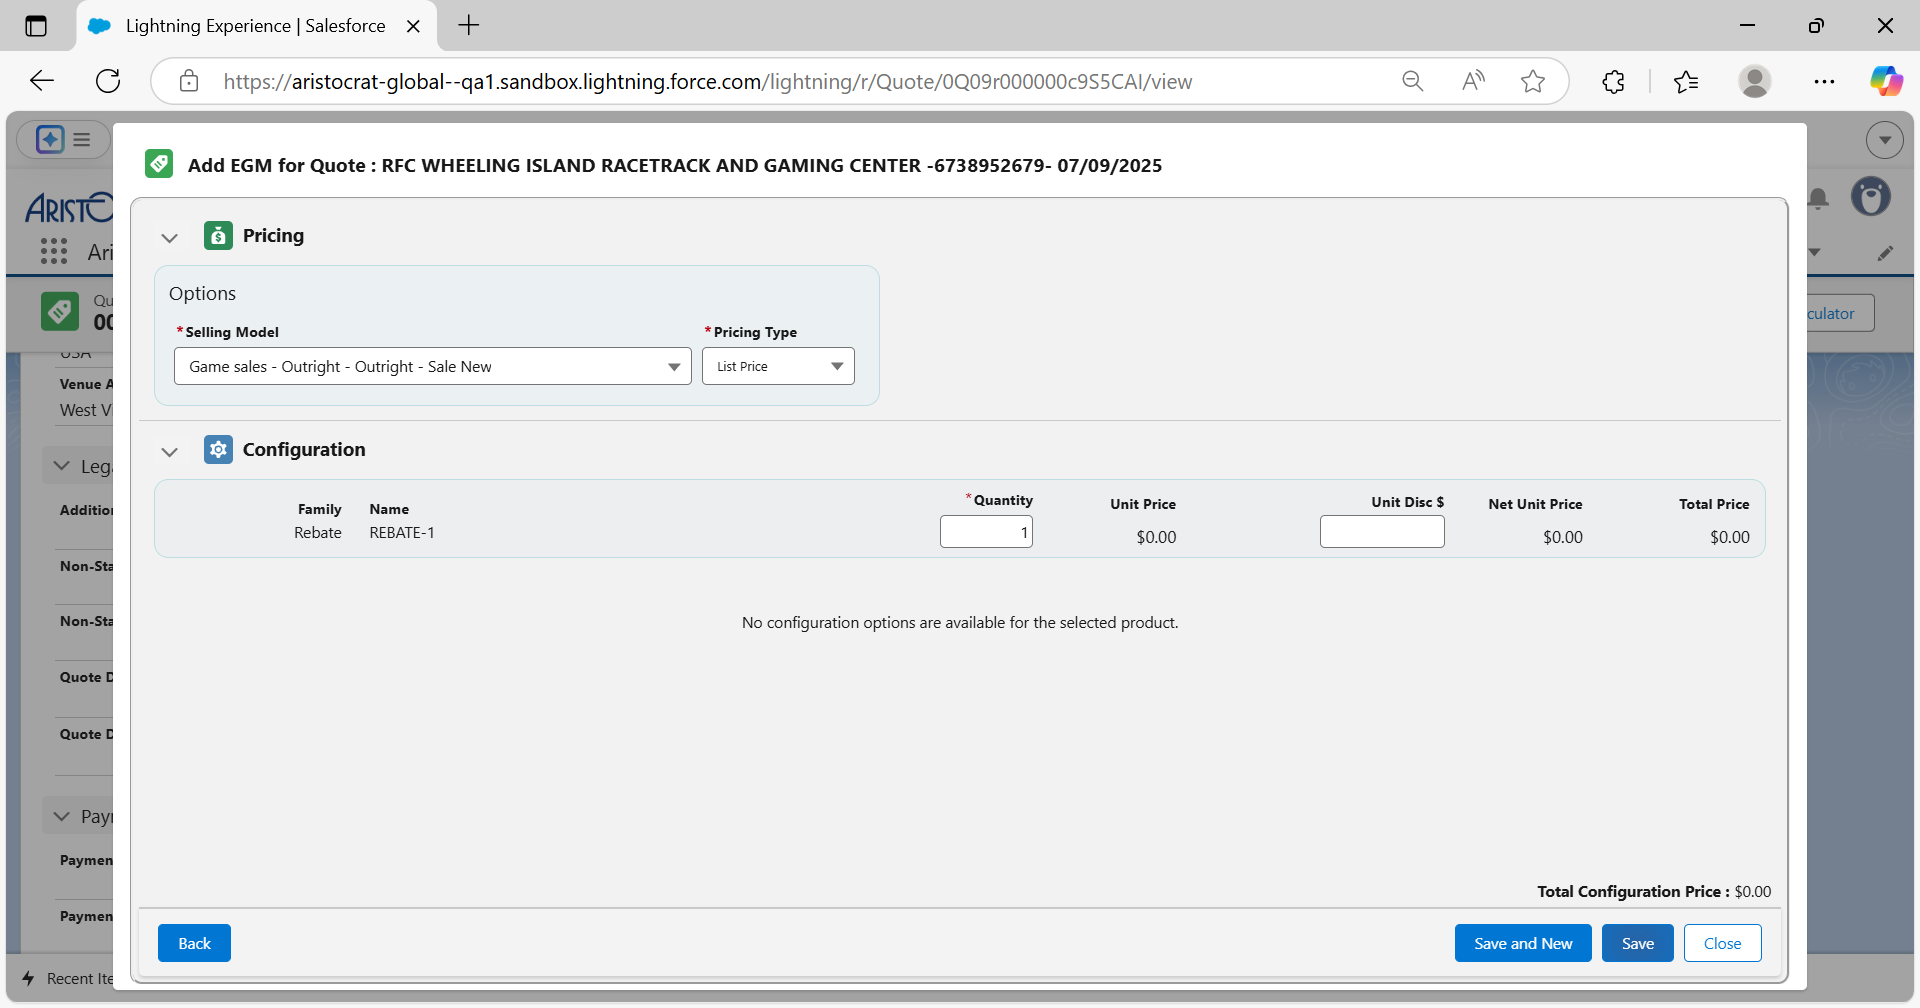 Lightning Experience | Salesforce
https://aristocrat-global--qa1.sandbox.lightning.force.com/lightning/r/Quote/0Q09r000000c9S5CAI/view
Add EGM for Quote : RFC WHEELING ISLAND RACETRACK AND GAMING CENTER -6738952679- 07/09/2025
ARISTO
Ari
Qu
00
culator
Pricing
Options
*Selling Model
*Pricing Type
Game sales - Outright - Outright - Sale New
List Price
USA
Venue A
West Vi
Leg
Additio
Non-Sta
Non-Sta
Quote D
Quote D
Payr
Paymen
Paymen
Configuration
Family Name *Quantity Unit Price Unit Disc $ Net Unit Price Total Price
Rebate REBATE-1 1 $0.00 $0.00 $0.00
No configuration options are available for the selected product.
Total Configuration Price : $0.00
Back
Save and New
Save
Close
Recent Ite